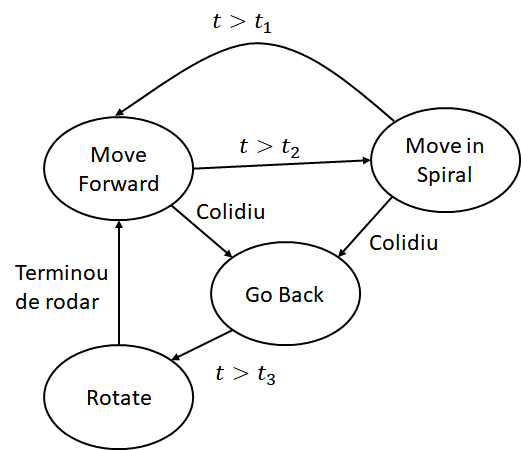 t > t₁
Move
Forward
t > t₂
Move in
Spiral
Colidiu
Colidiu
Terminou
de rodar
Go Back
t > t₃
Rotate